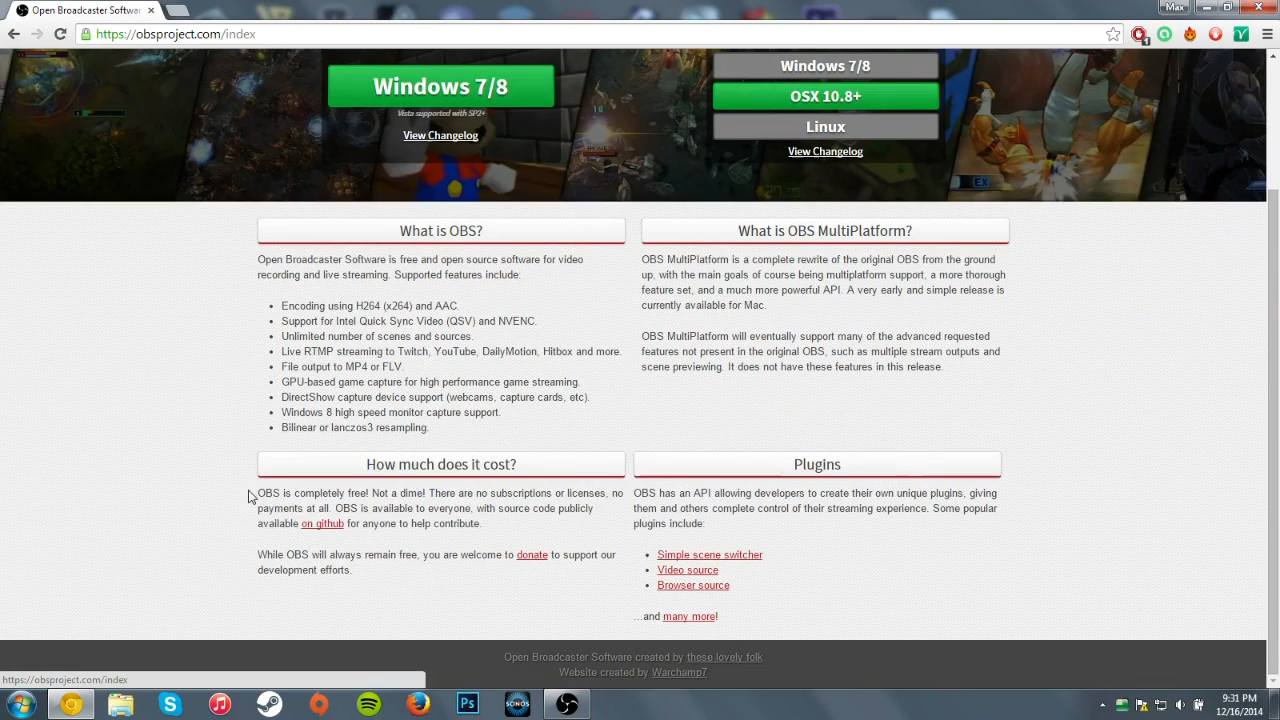 Open Broadcaster Software -
Max
https://obsproject.com/index
Windows 7/8
Vista supported with SP2+
View Changelog
Windows 7/8
OSX 10.8+
Linux
View Changelog
What is OBS?
Open Broadcaster Software is free and open source software for video
recording and live streaming. Supported features include:
Encoding using H264 (x264) and AAC.
Support for Intel Quick Sync Video (QSV) and NVENC.
Unlimited number of scenes and sources.
Live RTMP streaming to Twitch, YouTube, DailyMotion, Hitbox and more.
File output to MP4 or FLV.
GPU-based game capture for high performance game streaming.
DirectShow capture device support (webcams, capture cards, etc).
Windows 8 high speed monitor capture support.
Bilinear or lanczos3 resampling.
What is OBS MultiPlatform?
OBS MultiPlatform is a complete rewrite of the original OBS from the ground
up, with the main goals of course being multiplatform support, a more thorough
feature set, and a much more powerful API. A very early and simple release is
currently available for Mac.
OBS MultiPlatform will eventually support many of the advanced requested
features not present in the original OBS, such as multiple stream outputs and
scene previewing. It does not have these features in this release.
How much does it cost?
OBS is completely free! Not a dime! There are no subscriptions or licenses, no
payments at all. OBS is available to everyone, with source code publicly
available on github for anyone to help contribute.
While OBS will always remain free, you are welcome to donate to support our
development efforts.
Plugins
OBS has an API allowing developers to create their own unique plugins, giving
them and others complete control of their streaming experience. Some popular
plugins include:
Simple scene switcher
Video source
Browser source
...and many more!
Open Broadcaster Software created by these lovely folk
Website created by Warchamp7
https://obsproject.com/index
Ps
SONOS
9:31 PM
12/16/2014